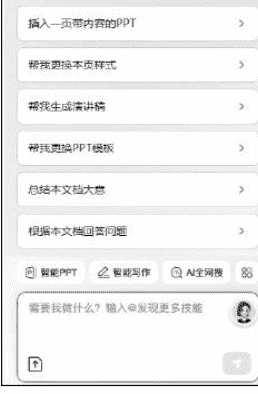 插入一页带内容的PPT
帮我更换本页样式
帮我生成演讲稿
帮我更换PPT模板
总结本文档大意
根据本文档回答问题
智能PPT 智能写作 AI全网搜
需要我做什么？输入@发现更多技能